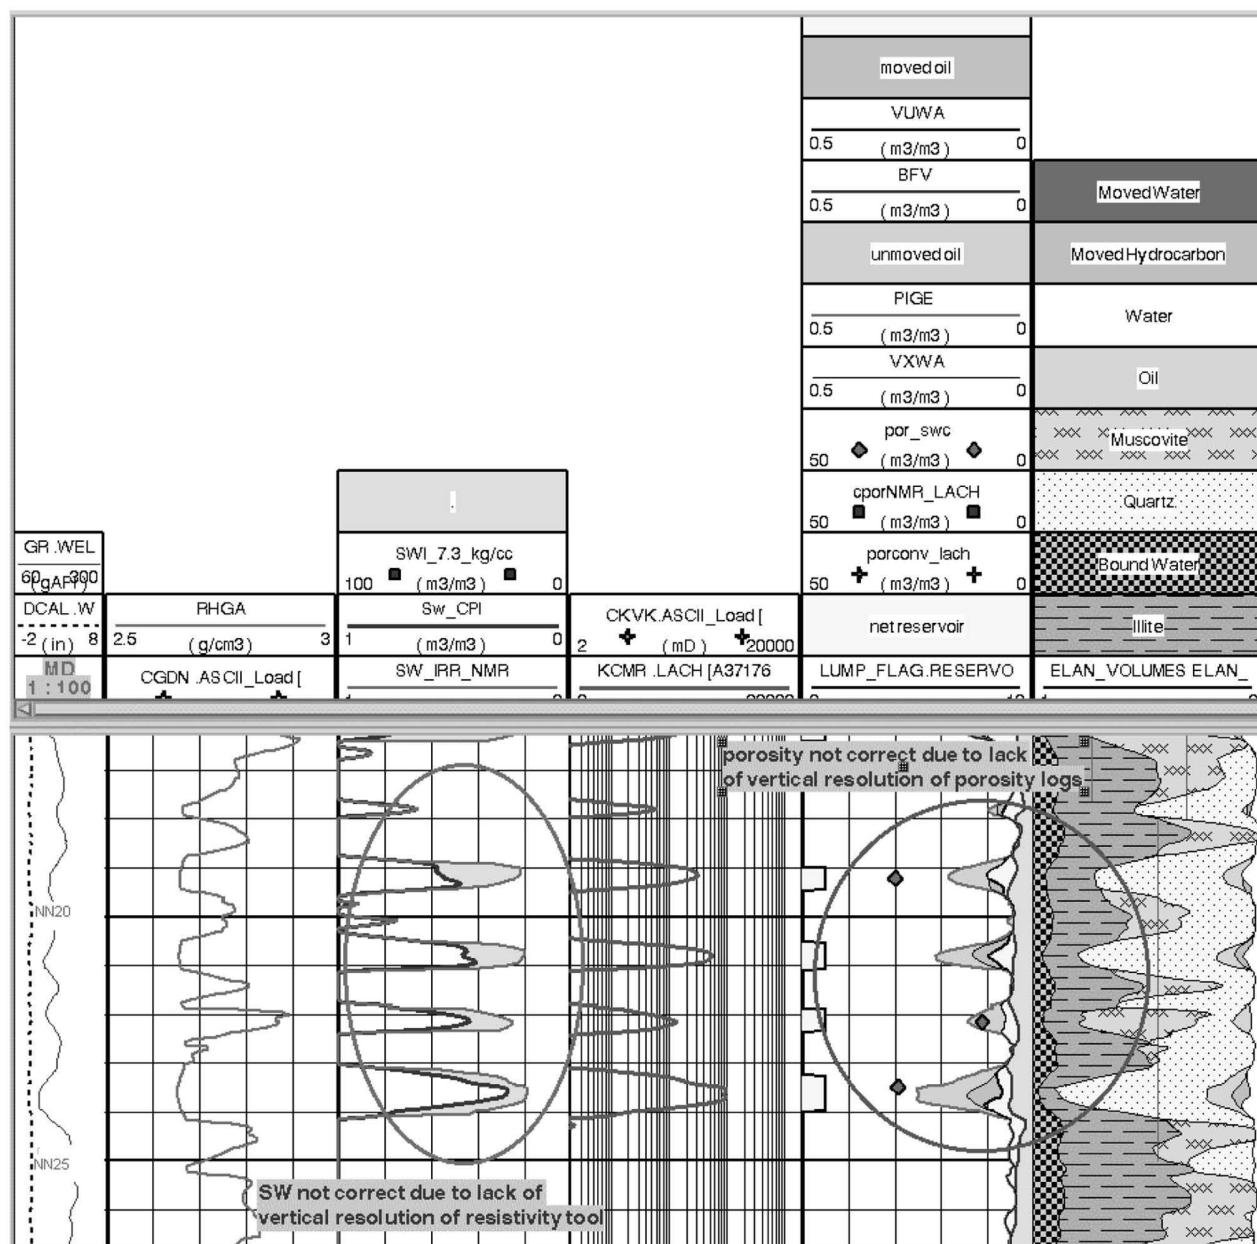 moved oil
VUWA
0.5 (m3/m3) 0
BFV
0.5 (m3/m3) 0
Moved Water
unmoved oil
Moved Hydrocarbon
PIGE
0.5 (m3/m3) 0
Water
VXWA
0.5 (m3/m3) 0
Oil
por_swc
50 (m3/m3) 0
Muscovite
cporNMR_LACH
50 (m3/m3) 0
Quartz
GR .WEL
60 (gAPI) 300
SWI_7.3_kg/cc
100 (m3/m3) 0
porconv_lach
50 (m3/m3) 0
Bound Water
DCAL .W
-2 (in) 8
RHGA
2.5 (g/cm3) 3
Sw_CPI
1 (m3/m3) 0
CKVK.ASCII_Load [
2 (mD) 20000
net reservoir
Illite
MD
1 : 100
CGDN .ASCII_Load [
SW_IRR_NMR
KCMR .LACH [A37176
LUMP_FLAG.RESERVO
ELAN_VOLUMES ELAN_
porosity not correct due to lack
of vertical resolution of porosity logs
NN20
NN25
SW not correct due to lack of
vertical resolution of resistivity tool